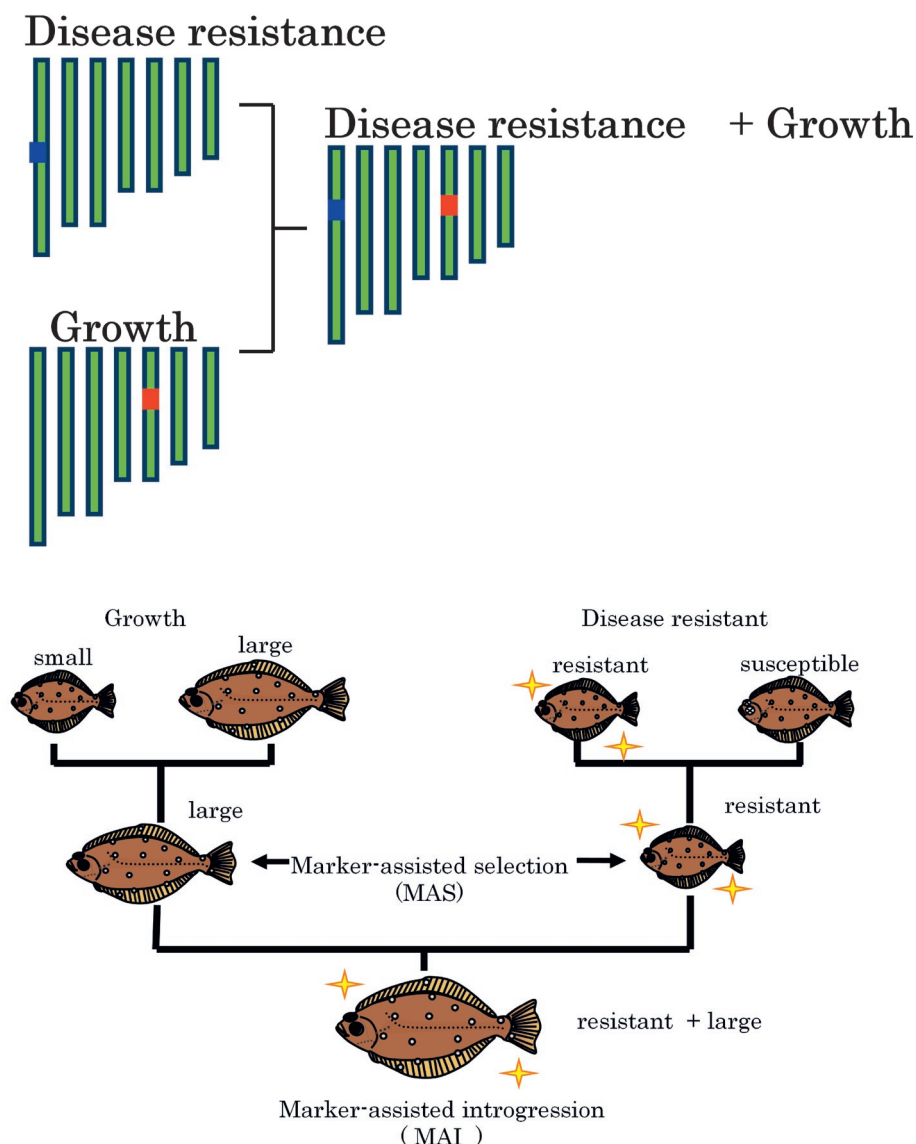 Disease resistance
Disease resistance + Growth
Growth
Growth
Disease resistant
small
large
resistant
susceptible
large
resistant
Marker-assisted selection
(MAS)
resistant + large
Marker-assisted introgression
( MAI )